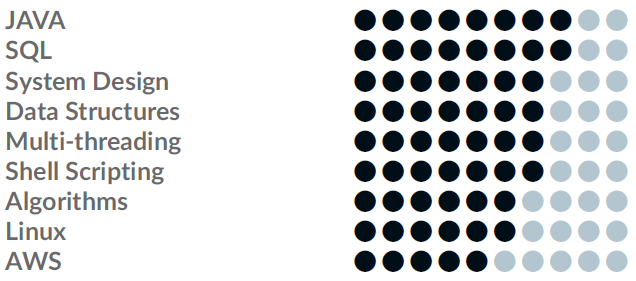 JAVA
SQL
System Design
Data Structures
Multi-threading
Shell Scripting
Algorithms
Linux
AWS